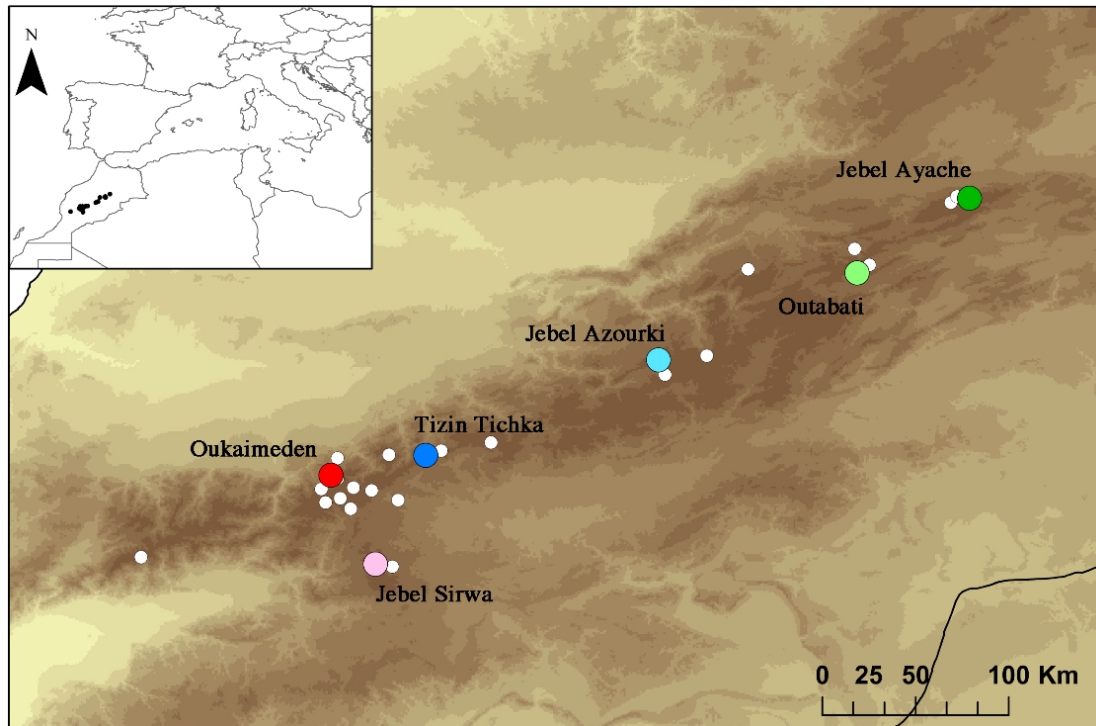 N
Jebel Ayache
Outabati
Jebel Azourki
Tizin Tichka
Oukaimeden
Jebel Sirwa
0 25 50 100 Km